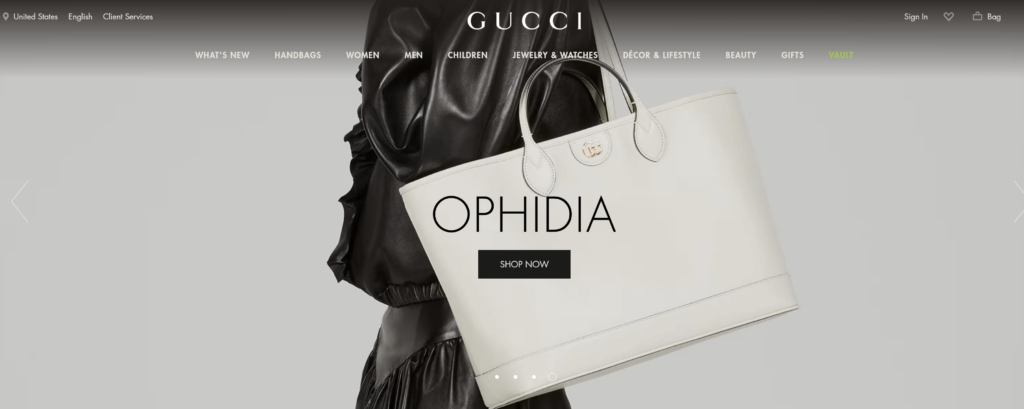 United States English Client Services
GUCCI
Sign In Bag
WHAT'S NEW HANDBAGS WOMEN MEN CHILDREN JEWELRY & WATCHES DÉCOR & LIFESTYLE BEAUTY GIFTS VAULT
OPHIDIA
SHOP NOW